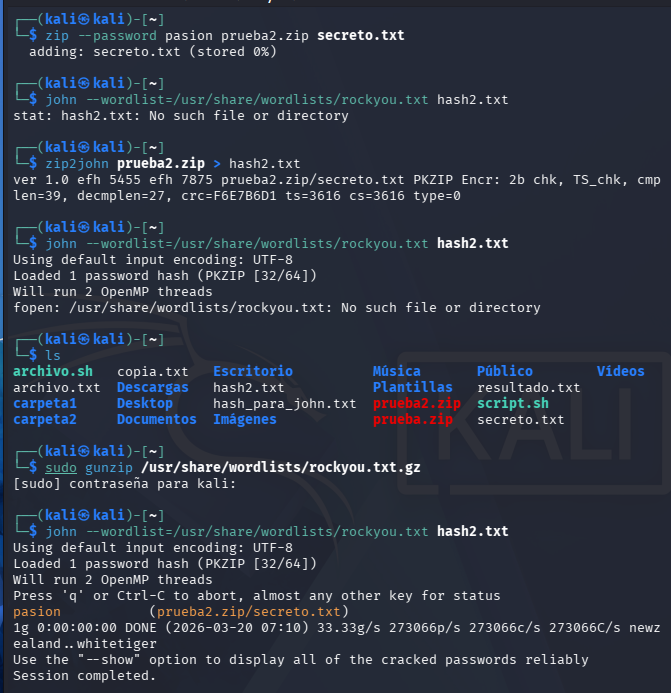 ┌──(kali㉿kali)-[~]
└─$ zip --password pasion prueba2.zip secreto.txt
  adding: secreto.txt (stored 0%)
┌──(kali㉿kali)-[~]
└─$ john --wordlist=/usr/share/wordlists/rockyou.txt hash2.txt
stat: hash2.txt: No such file or directory
┌──(kali㉿kali)-[~]
└─$ zip2john prueba2.zip > hash2.txt
ver 1.0 efh 5455 efh 7875 prueba2.zip/secreto.txt PKZIP Encr: 2b chk, TS_chk, cmp
len=39, decmplen=27, crc=F6E7B6D1 ts=3616 cs=3616 type=0
┌──(kali㉿kali)-[~]
└─$ john --wordlist=/usr/share/wordlists/rockyou.txt hash2.txt
Using default input encoding: UTF-8
Loaded 1 password hash (PKZIP [32/64])
Will run 2 OpenMP threads
fopen: /usr/share/wordlists/rockyou.txt: No such file or directory
┌──(kali㉿kali)-[~]
└─$ ls
archivo.sh   copia.txt   Escritorio   Música   Público   Vídeos
archivo.txt  Descargas   hash2.txt   Plantillas   resultado.txt
carpeta1   Desktop   hash_para_john.txt   prueba2.zip   script.sh
carpeta2   Documentos   Imágenes   prueba.zip   secreto.txt
┌──(kali㉿kali)-[~]
└─$ sudo gunzip /usr/share/wordlists/rockyou.txt.gz
[sudo] contraseña para kali:
┌──(kali㉿kali)-[~]
└─$ john --wordlist=/usr/share/wordlists/rockyou.txt hash2.txt
Using default input encoding: UTF-8
Loaded 1 password hash (PKZIP [32/64])
Will run 2 OpenMP threads
Press 'q' or Ctrl-C to abort, almost any other key for status
pasion           (prueba2.zip/secreto.txt)
1g 0:00:00:00 DONE (2026-03-20 07:10) 33.33g/s 273066p/s 273066c/s 273066C/s newz
ealand..whitetiger
Use the "--show" option to display all of the cracked passwords reliably
Session completed.
KALI